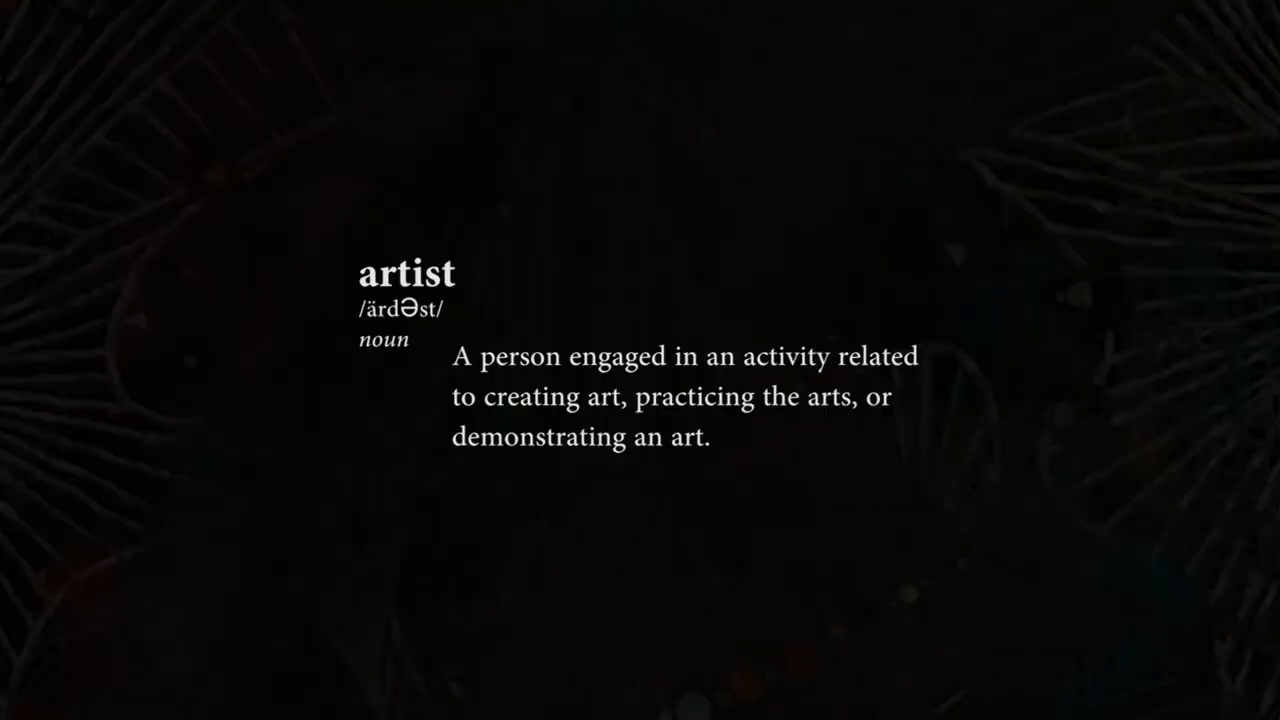 artist
/ärdƏst/
noun
A person engaged in an activity related
to creating art, practicing the arts, or
demonstrating an art.